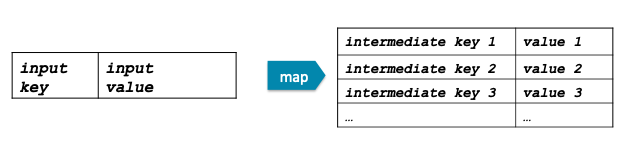 input key
input value
map
intermediate key 1 value 1
intermediate key 2 value 2
intermediate key 3 value 3
… …